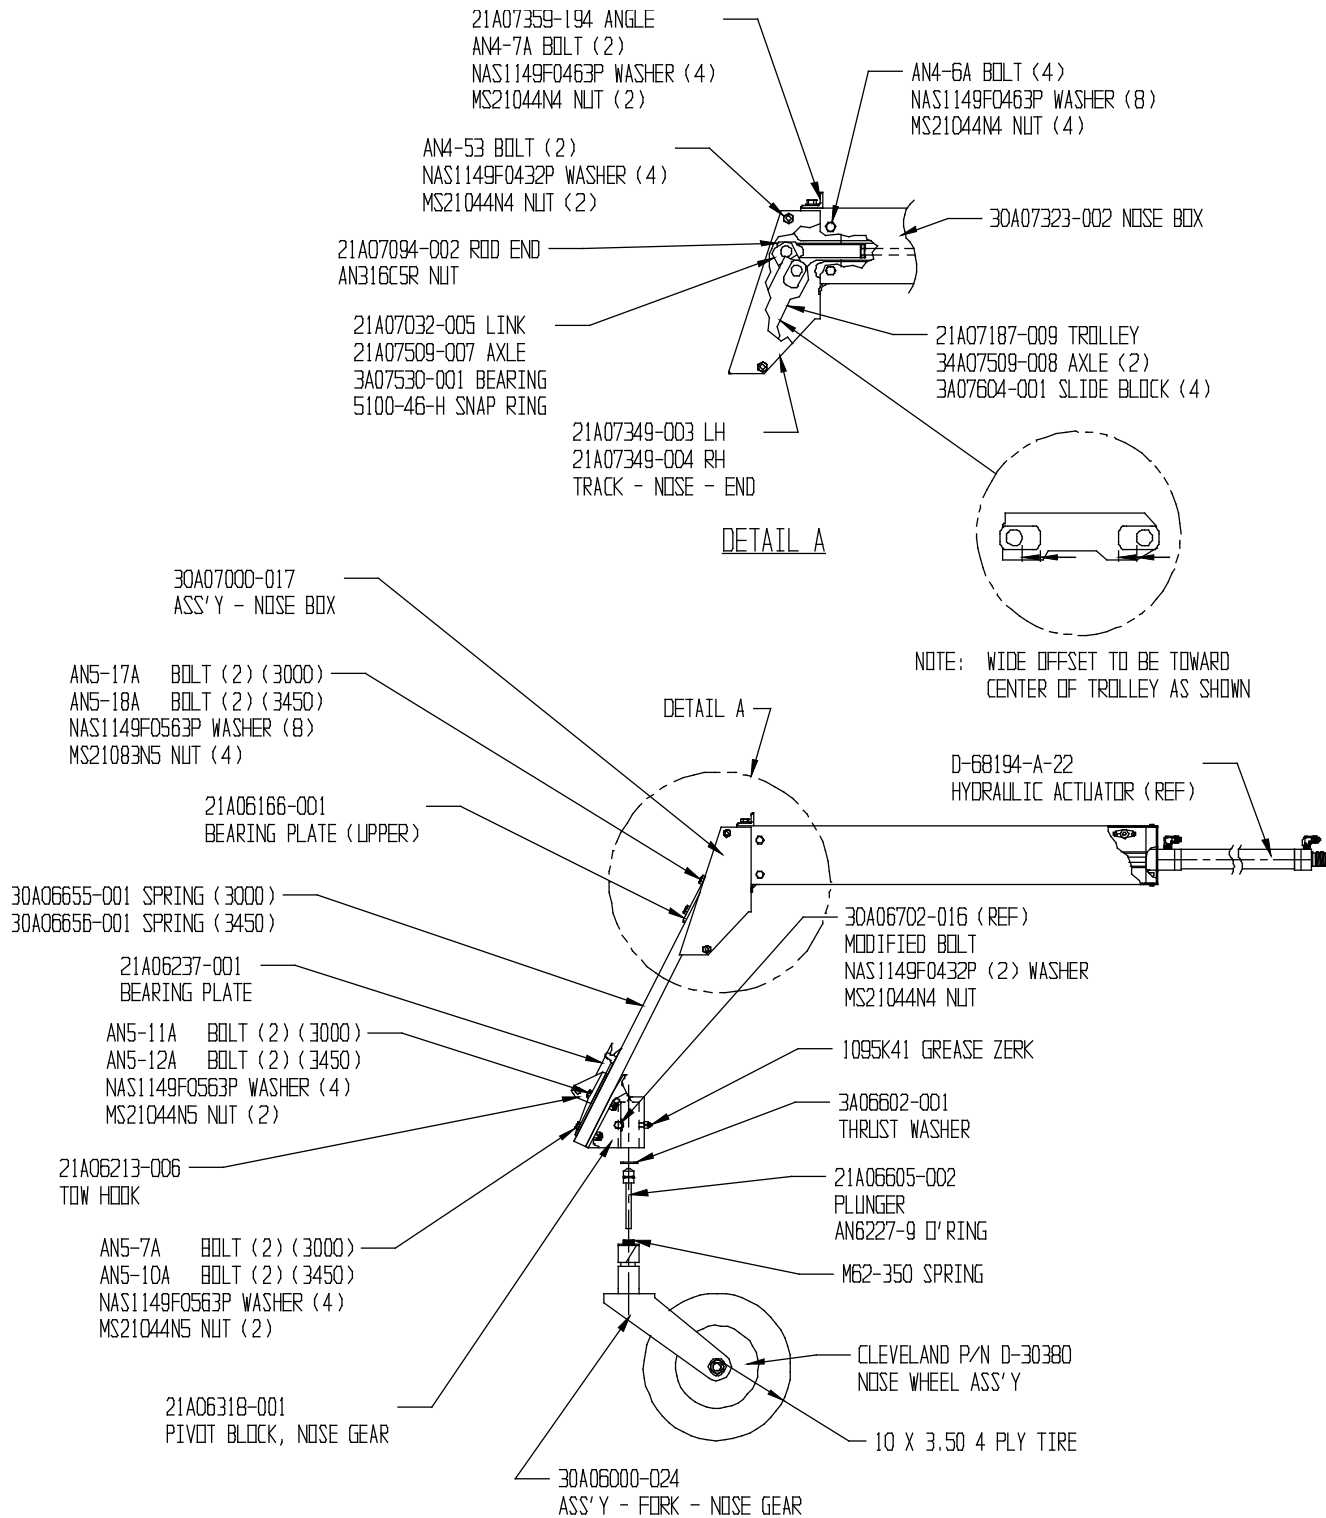 21A07359-194 ANGLE
AN4-7A BOLT (2)
NAS1149F0463P WASHER (4)
MS21044N4 NUT (2)
AN4-6A BOLT (4)
NAS1149F0463P WASHER (8)
MS21044N4 NUT (4)
AN4-53 BOLT (2)
NAS1149F0432P WASHER (4)
MS21044N4 NUT (2)
30A07323-002 NOSE BOX
21A07094-002 ROD END
AN316C5R NUT
21A07032-005 LINK
21A07509-007 AXLE
3A07530-001 BEARING
5100-46-H SNAP RING
21A07187-009 TROLLEY
34A07509-008 AXLE (2)
3A07604-001 SLIDE BLOCK (4)
21A07349-003 LH
21A07349-004 RH
TRACK - NOSE - END
DETAIL A
30A07000-017
ASS'Y - NOSE BOX
NOTE: WIDE OFFSET TO BE TOWARD
CENTER OF TROLLEY AS SHOWN
AN5-17A BOLT (2) (3000)
AN5-18A BOLT (2) (3450)
NAS1149F0563P WASHER (8)
MS21083N5 NUT (4)
DETAIL A
D-68194-A-22
HYDRAULIC ACTUATOR (REF)
21A06166-001
BEARING PLATE (UPPER)
30A06655-001 SPRING (3000)
30A06656-001 SPRING (3450)
30A06702-016 (REF)
MODIFIED BOLT
NAS1149F0432P (2) WASHER
MS21044N4 NUT
21A06237-001
BEARING PLATE
AN5-11A BOLT (2) (3000)
AN5-12A BOLT (2) (3450)
NAS1149F0563P WASHER (4)
MS21044N5 NUT (2)
1095K41 GREASE ZERK
3A06602-001
THRUST WASHER
21A06213-006
TOW HOOK
21A06605-002
PLUNGER
AN6227-9 O'RING
AN5-7A BOLT (2) (3000)
AN5-10A BOLT (2) (3450)
NAS1149F0563P WASHER (4)
MS21044N5 NUT (2)
M62-350 SPRING
CLEVELAND P/N D-30380
NOSE WHEEL ASS'Y
21A06318-001
PIVOT BLOCK, NOSE GEAR
10 X 3.50 4 PLY TIRE
30A06000-024
ASS'Y - FORK - NOSE GEAR